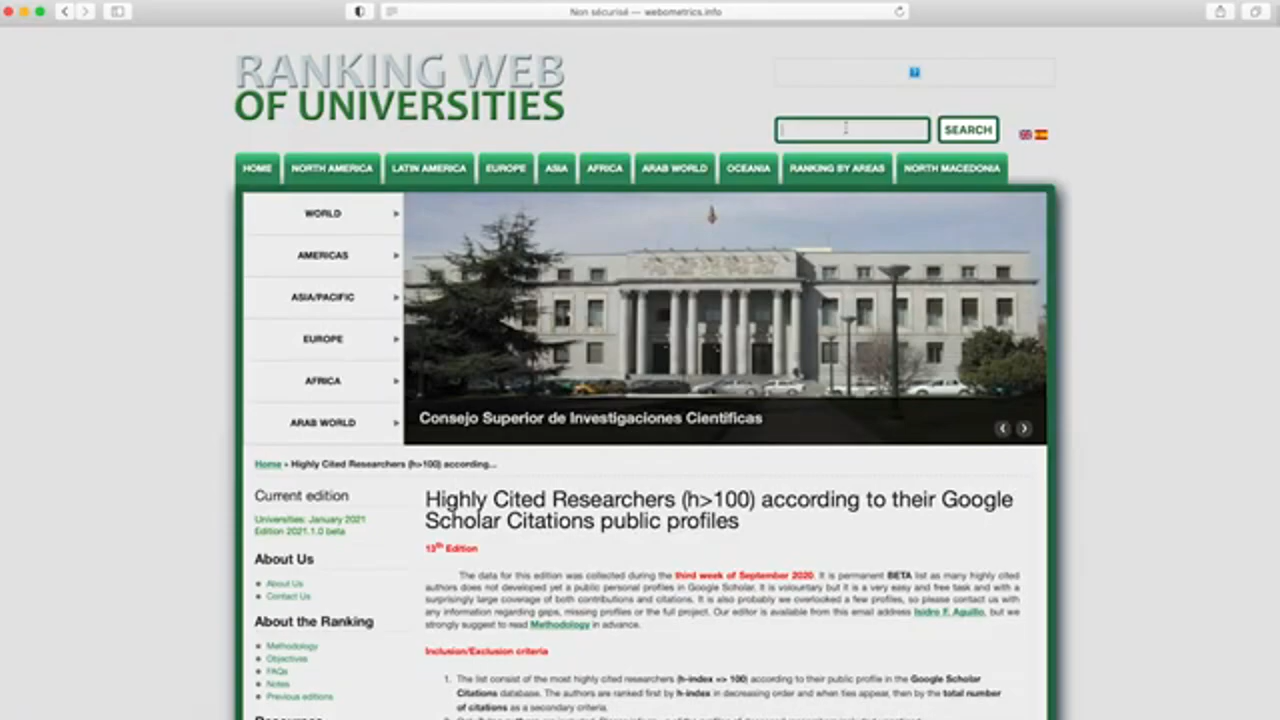 Non sécurisé — webometrics.info
RANKING WEB
OF UNIVERSITIES
SEARCH
HOME
NORTH AMERICA
LATIN AMERICA
EUROPE
ASIA
AFRICA
ARAB WORLD
OCEANIA
RANKING BY AREAS
NORTH MACEDONIA
WORLD
AMERICAS
ASIA/PACIFIC
EUROPE
AFRICA
ARAB WORLD
Consejo Superior de Investigaciones Científicas
Home » Highly Cited Researchers (h>100) according...
Current edition
Universities: January 2021
Edition 2021.1.0 beta
About Us
About Us
Contact Us
About the Ranking
Methodology
Objectives
FAQs
Notes
Previous editions
Resources
Highly Cited Researchers (h>100) according to their Google
Scholar Citations public profiles
13th Edition
The data for this edition was collected during the third week of September 2020. It is permanent BETA list as many highly cited
authors does not developed yet a public personal profiles in Google Scholar. It is voluntary but it is a very easy and free task and with a
surprisingly large coverage of both contributions and citations. It is also probably we overlooked a few profiles, so please contact us with
any information regarding gaps, missing profiles or the full project. Our editor is available from this email address Isidro F. Aguillo, but we
strongly suggest to read Methodology in advance.
Inclusion/Exclusion criteria
1. The list consist of the most highly cited researchers (h-index => 100) according to their public profile in the Google Scholar
Citations database. The authors are ranked first by h-index in decreasing order and when ties appear, then by the total number
of citations as a secondary criteria.